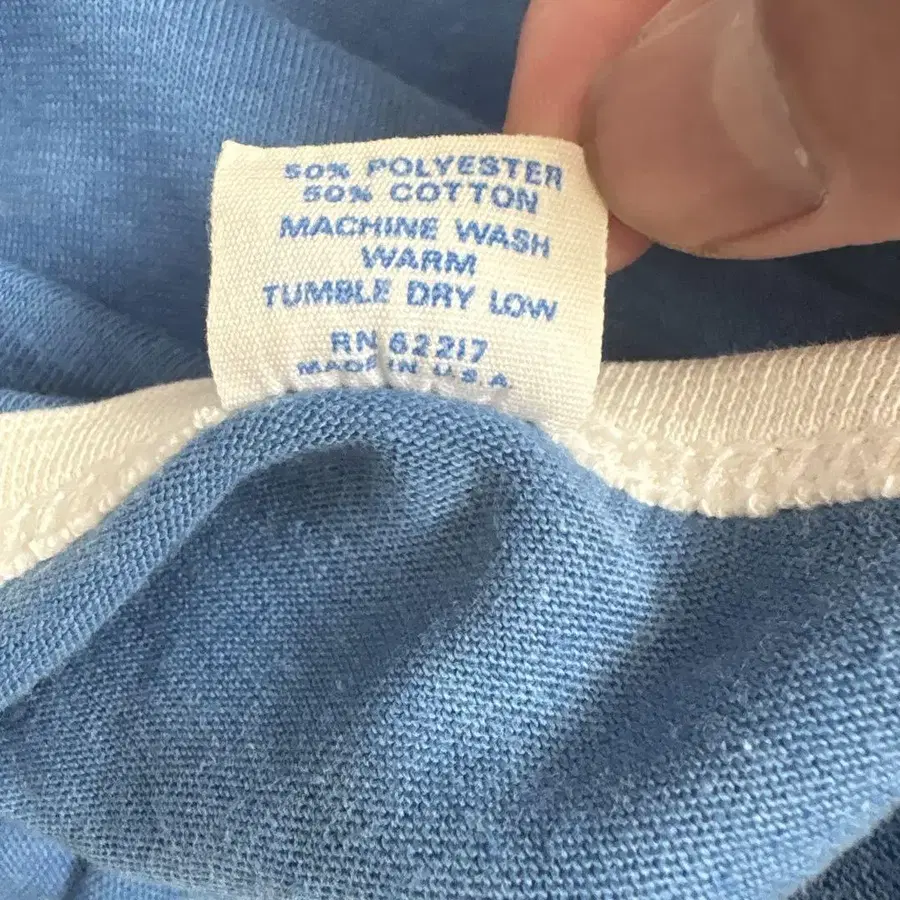 50% POLYESTER
50% COTTON
MACHINE WASH
WARM
TUMBLE DRY LOW
RN 62217
MADE IN U.S.A.